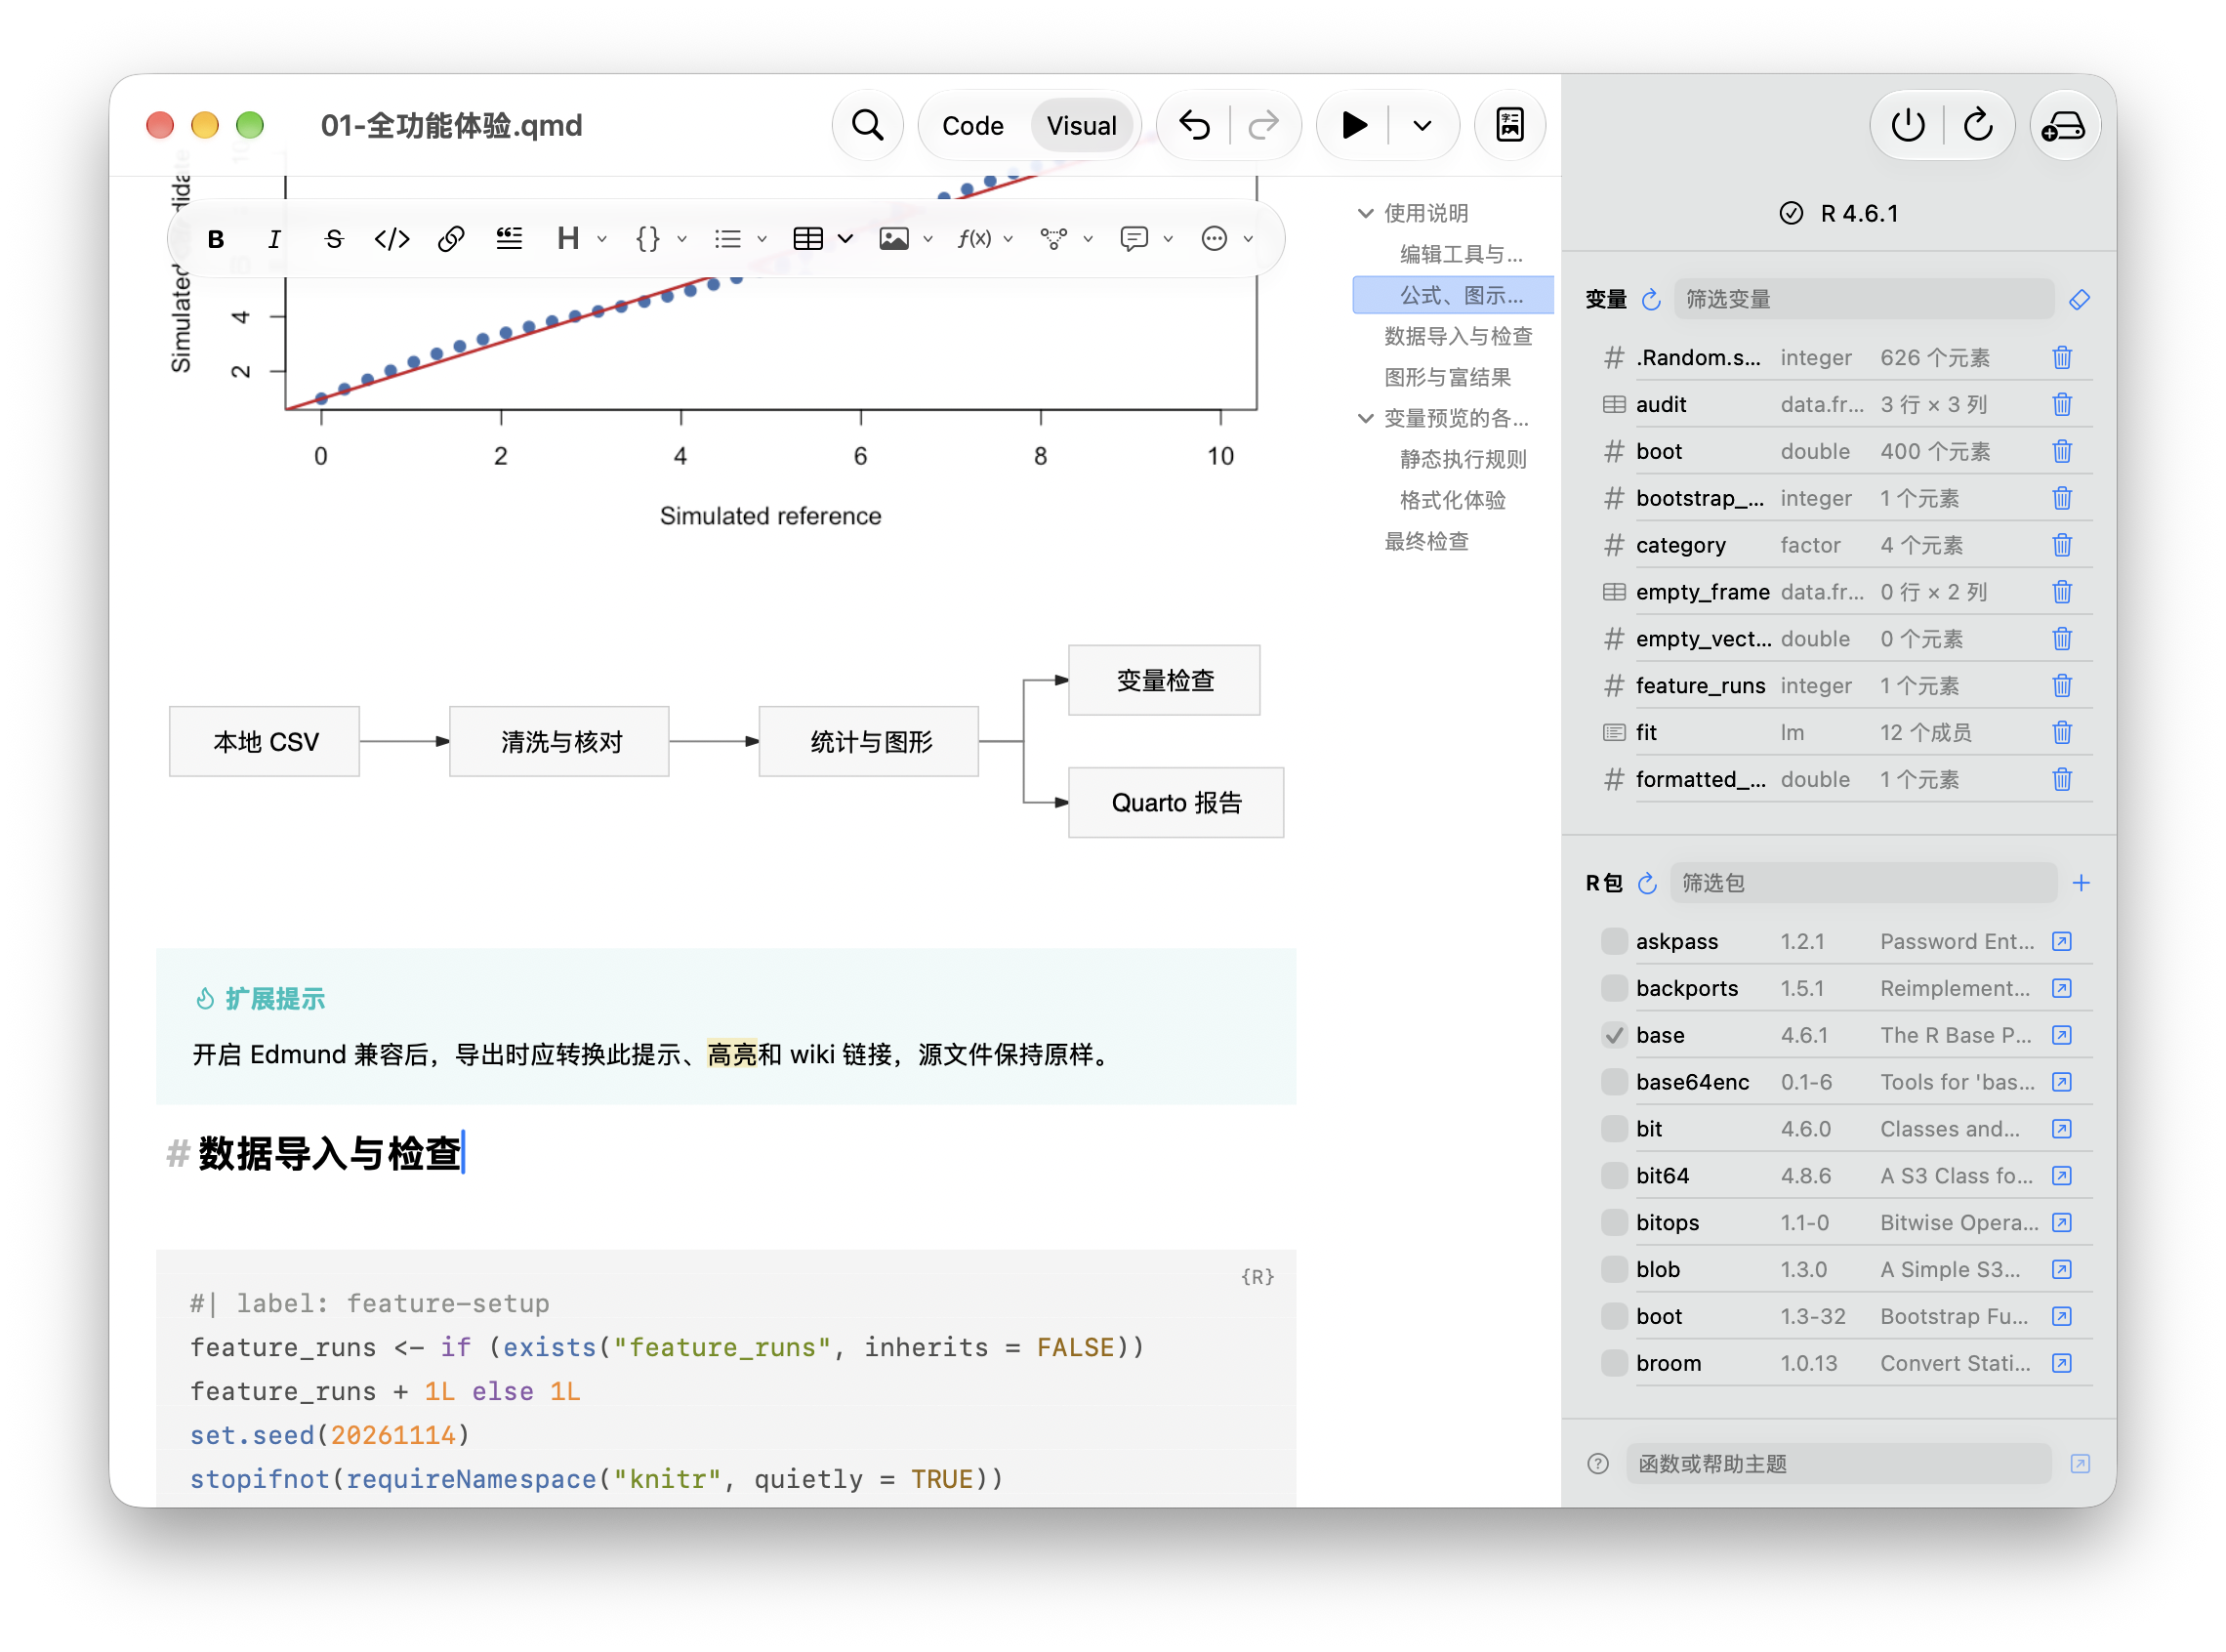 01-全功能体验.qmd
Code
Visual
R 4.6.1
B I S </> H {} f(x)
Simulated
didate
4
2
0 2 4 6 8 10
Simulated reference
本地 CSV
清洗与核对
统计与图形
变量检查
Quarto 报告
扩展提示
开启 Edmund 兼容后，导出时应转换此提示、高亮和 wiki 链接，源文件保持原样。
# 数据导入与检查
{R}
#| label: feature-setup
feature_runs <- if (exists("feature_runs", inherits = FALSE))
feature_runs + 1L else 1L
set.seed(20261114)
stopifnot(requireNamespace("knitr", quietly = TRUE))
使用说明
编辑工具与...
公式、图示...
数据导入与检查
图形与富结果
变量预览的各...
静态执行规则
格式化体验
最终检查
变量 筛选变量
# .Random.s... integer 626 个元素
audit data.fr... 3 行 × 3 列
# boot double 400 个元素
# bootstrap_... integer 1 个元素
# category factor 4 个元素
empty_frame data.fr... 0 行 × 2 列
# empty_vect... double 0 个元素
# feature_runs integer 1 个元素
fit lm 12 个成员
# formatted_... double 1 个元素
R 包 筛选包
askpass 1.2.1 Password Ent...
backports 1.5.1 Reimplement...
base 4.6.1 The R Base P...
base64enc 0.1-6 Tools for 'bas...
bit 4.6.0 Classes and...
bit64 4.8.6 A S3 Class fo...
bitops 1.1-0 Bitwise Opera...
blob 1.3.0 A Simple S3...
boot 1.3-32 Bootstrap Fu...
broom 1.0.13 Convert Stati...
函数或帮助主题